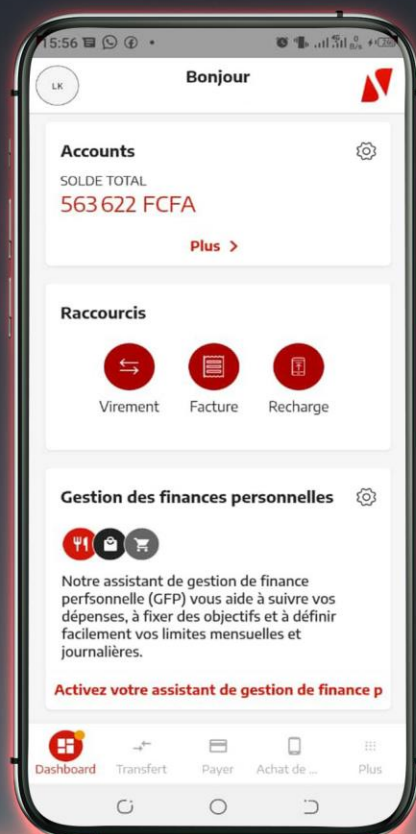 15:56
LK
Bonjour
Accounts
SOLDE TOTAL
563 622 FCFA
Plus >
Raccourcis
Virement Facture Recharge
Gestion des finances personnelles
Notre assistant de gestion de finance
perfsonnelle (GFP) vous aide à suivre vos
dépenses, à fixer des objectifs et à définir
facilement vos limites mensuelles et
journalières.
Activez votre assistant de gestion de finance p
Dashboard Transfert Payer Achat de ... Plus